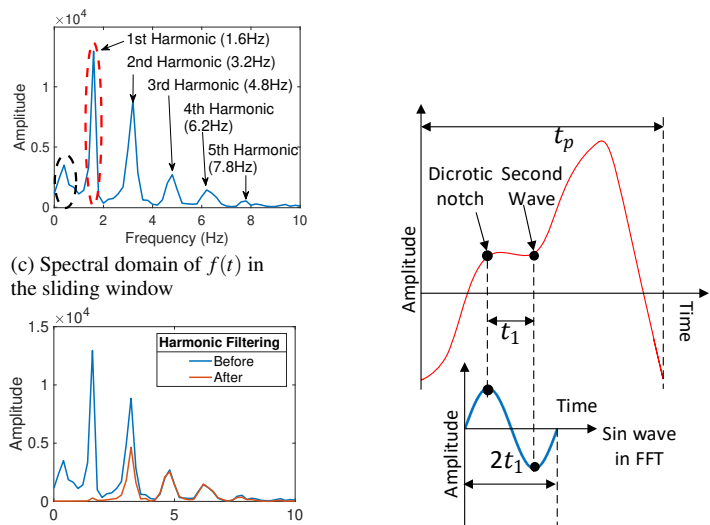 ×10⁴
1
0.5
0
Amplitude
1st Harmonic (1.6Hz)
2nd Harmonic (3.2Hz)
3rd Harmonic (4.8Hz)
4th Harmonic
(6.2Hz)
5th Harmonic
(7.8Hz)
0 2 4 6 8 10
Frequency (Hz)
(c) Spectral domain of f(t) in
the sliding window
×10⁴
1.5
1
0.5
0
Amplitude
Harmonic Filtering
Before
After
0 5 10
tₚ
Dicrotic
notch
Second
Wave
Amplitude
Time
t₁
Amplitude
Time
Sin wave
in FFT
2t₁